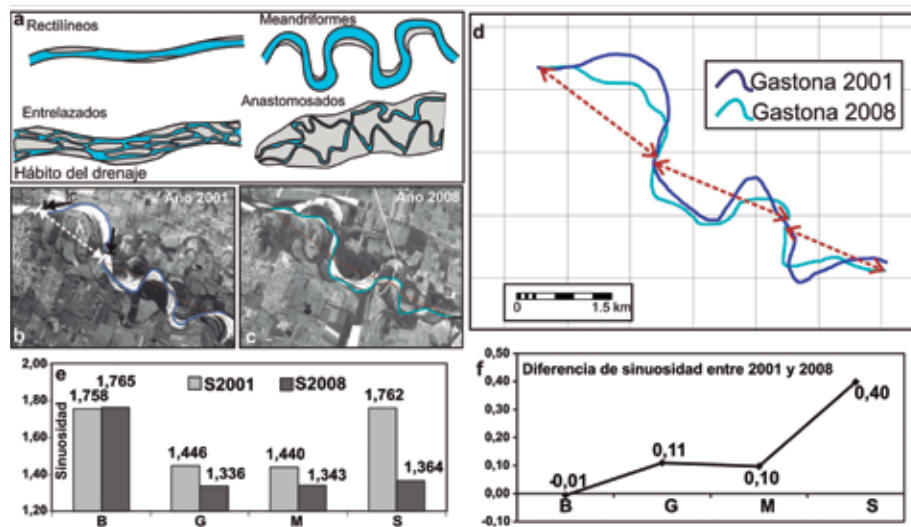 a
Rectilíneos
Meandriformes
Entrelazados
Anastomosados
Hábito del drenaje
Año 2001
b
Año 2008
c
d
Gastona 2001
Gastona 2008
0 1.5 km
e
S2001 S2008
Sinuosidad
1,80
1,60
1,40
1,20
1,758
1,765
1,446
1,336
1,440
1,343
1,762
1,364
B G M S
f
Diferencia de sinuosidad entre 2001 y 2008
0,50
0,40
0,30
0,20
0,10
0,00
-0,10
-0,01
0,11
0,10
0,40
B G M S